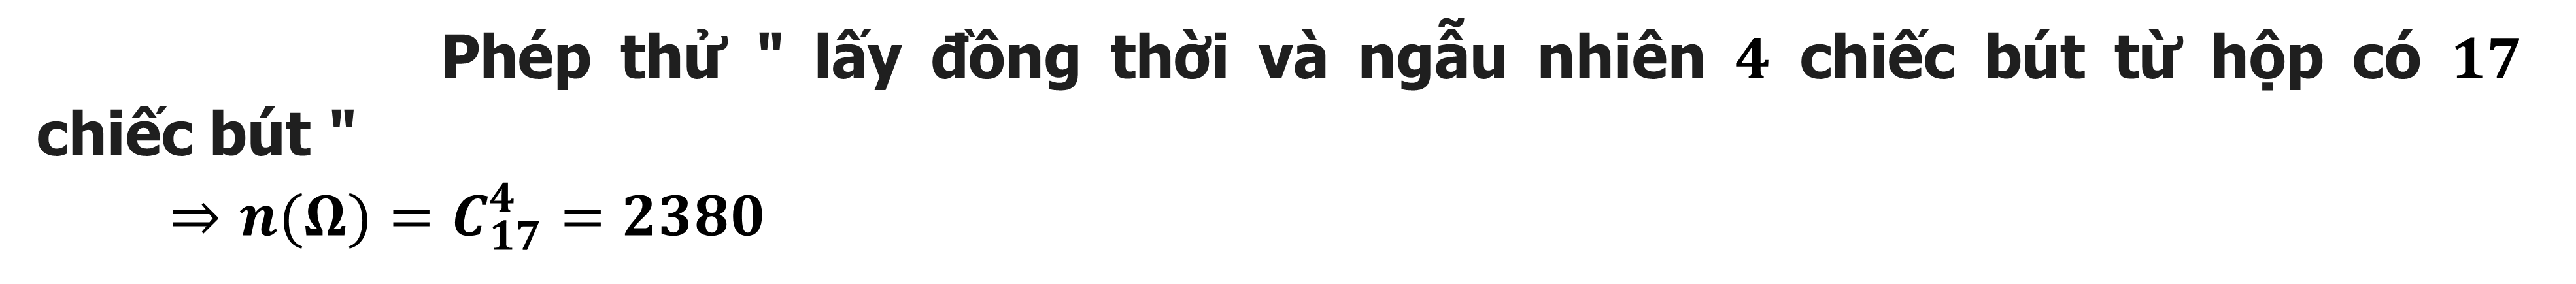 Phép thử " lấy đồng thời và ngẫu nhiên 4 chiếc bút từ hộp có 17
chiếc bút "
⇒ n(Ω) = C⁴₁₇ = 2380